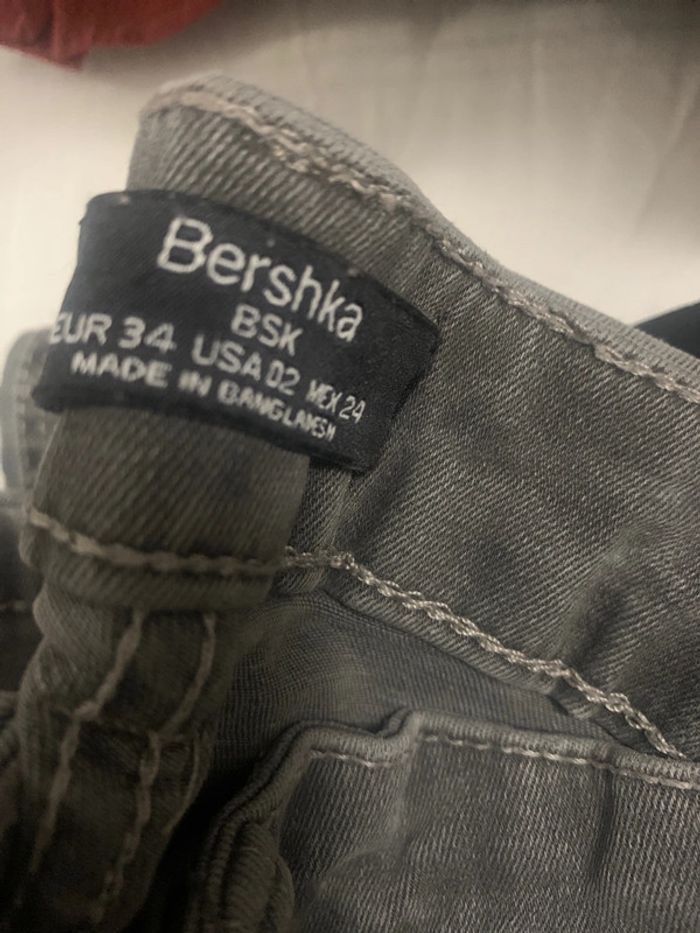 Bershka
BSK
EUR 34 USA 02 MEX 24
MADE IN BANGLADESH